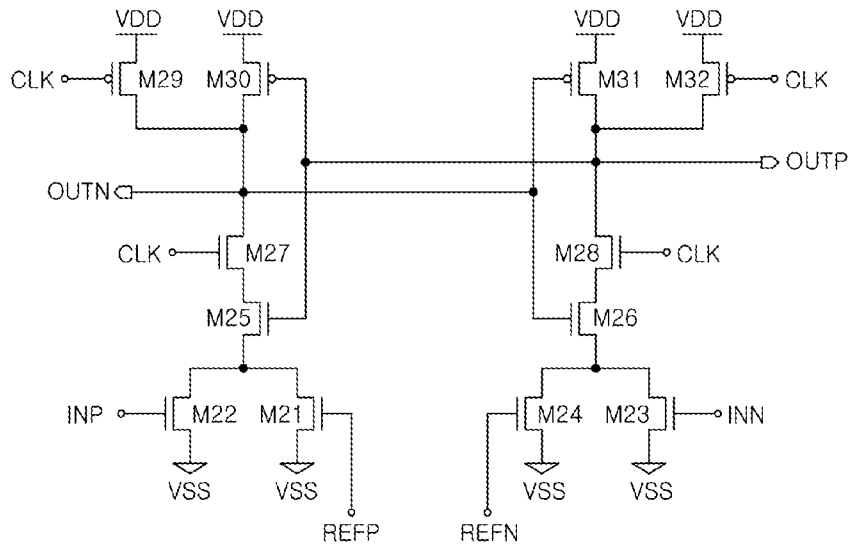 VDD VDD VDD VDD
CLK M29 M30 M31 M32 CLK
OUTP
OUTN
CLK M27 M28 CLK
M25 M26
INP M22 M21 M24 M23 INN
VSS VSS VSS VSS
REFP REFN